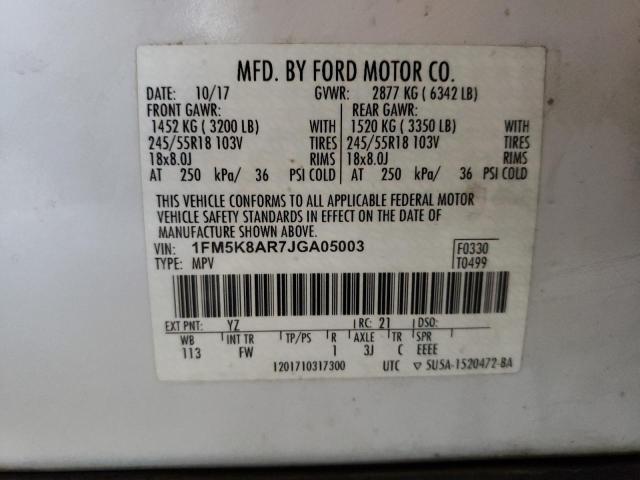 MFD. BY FORD MOTOR CO.
DATE: 10/17 GVWR: 2877 KG ( 6342 LB)
FRONT GAWR: REAR GAWR:
1452 KG ( 3200 LB) WITH 1520 KG ( 3350 LB) WITH
245/55R18 103V TIRES 245/55R18 103V TIRES
18x8.0J RIMS 18x8.0J RIMS
AT 250 kPa/ 36 PSI COLD AT 250 kPa/ 36 PSI COLD
THIS VEHICLE CONFORMS TO ALL APPLICABLE FEDERAL MOTOR
VEHICLE SAFETY STANDARDS IN EFFECT ON THE DATE OF
MANUFACTURE SHOWN ABOVE.
VIN: 1FM5K8AR7JGA05003 F0330
TYPE: MPV T0499
EXT PNT: YZ RC: 21 DSO:
WB INT TR TP/PS R AXLE TR SPR
113 FW 1 3J C EEEE
1201710317300 UTC ▽ SU5A-1520472-BA